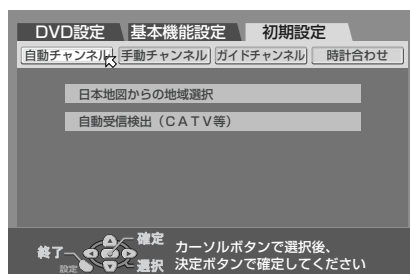 DVD設定 基本機能設定 初期設定
自動チャンネル 手動チャンネル ガイドチャンネル 時計合わせ
日本地図からの地域選択
自動受信検出（CATV等）
終了 確定 カーソルボタンで選択後、
設定 選択 決定ボタンで確定してください